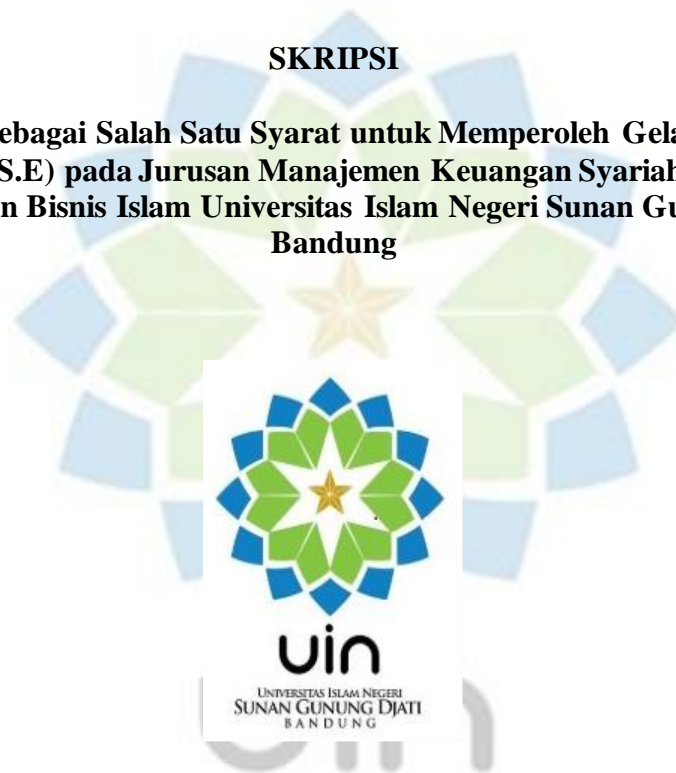 SKRIPSI
ebagai Salah Satu Syarat untuk Memperoleh Gela
S.E) pada Jurusan Manajemen Keuangan Syariah
n Bisnis Islam Universitas Islam Negeri Sunan Gu
Bandung
uin
UNIVERSITAS ISLAM NEGERI
SUNAN GUNUNG DJATI
BANDUNG
uin